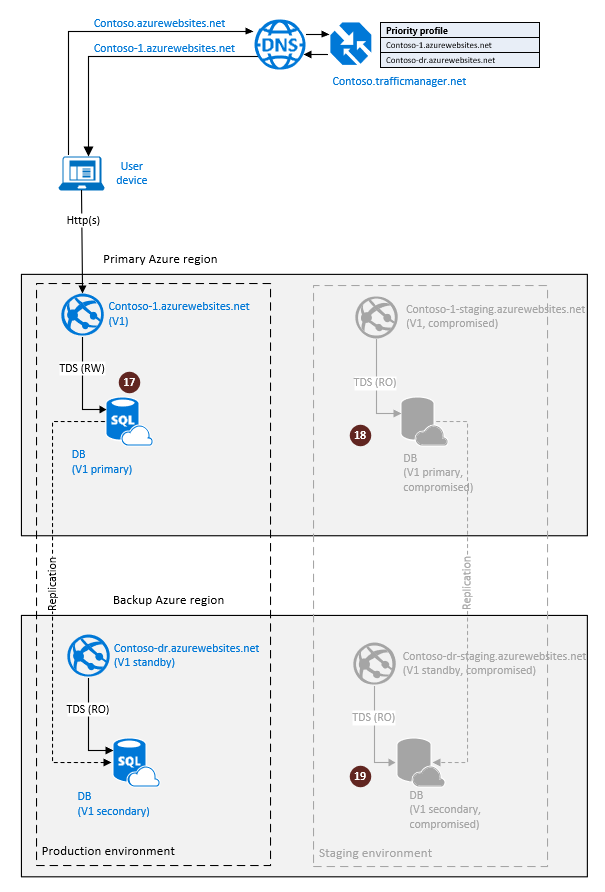 Contoso.azurewebsites.net
Contoso-1.azurewebsites.net
DNS
Priority profile
Contoso-1.azurewebsites.net
Contoso-dr.azurewebsites.net
Contoso.trafficmanager.net
User
device
Http(s)
Primary Azure region
Contoso-1.azurewebsites.net
(V1)
TDS (RW)
17
SQL
DB
(V1 primary)
Contoso-1-staging.azurewebsites.net
(V1, compromised)
TDS (RO)
18
DB
(V1 primary,
compromised)
Replication
Replication
Backup Azure region
Contoso-dr.azurewebsites.net
(V1 standby)
TDS (RO)
SQL
DB
(V1 secondary)
Production environment
Contoso-dr-staging.azurewebsites.net
(V1 standby, compromised)
TDS (RO)
19
DB
(V1 secondary,
compromised)
Staging environment